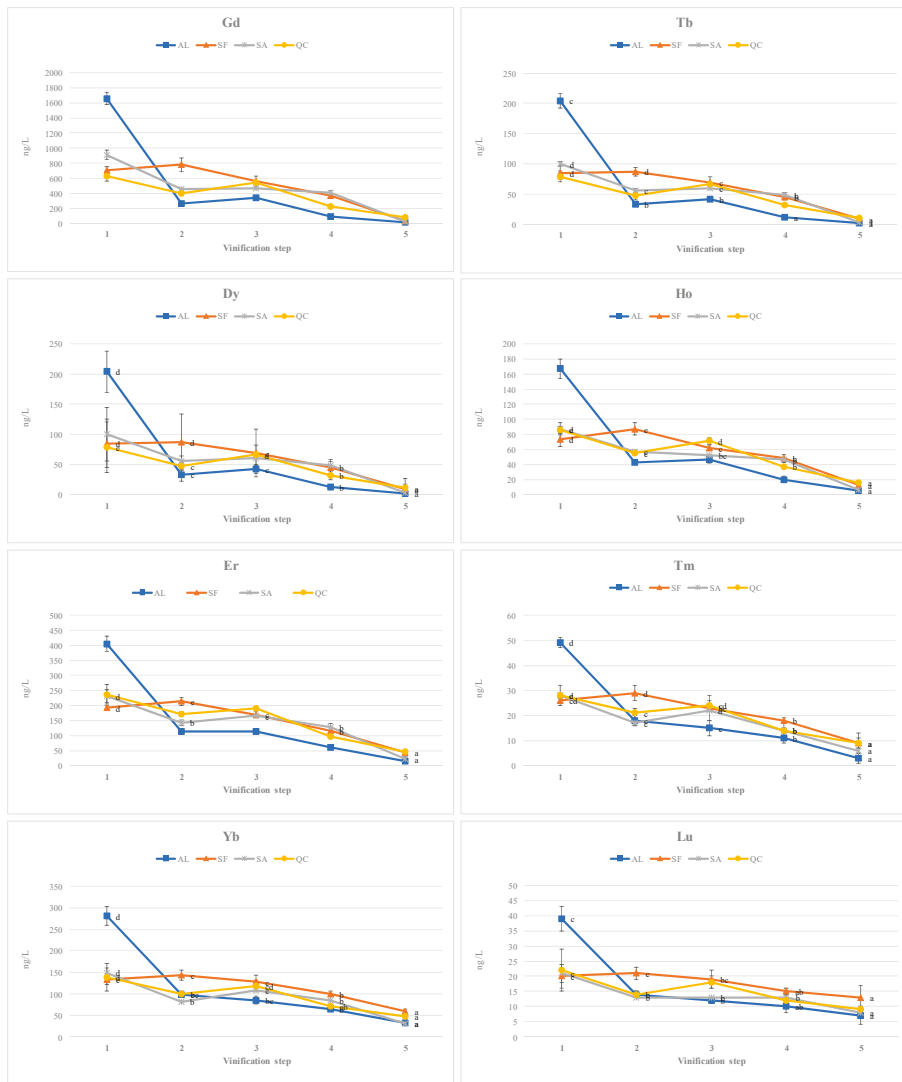 Gd
AL SF SA QC
2000
1800
1600
1400
1200
1000
800
600
400
200
0
ng/L
1 2 3 4 5
Vinification step
Tb
AL SF SA QC
250
200
150
100
50
0
ng/L
c
d
d
d
c
c
b
c
c
b
b
b
a
a
a
1 2 3 4 5
Vinification step
Dy
AL SF SA QC
250
200
150
100
50
0
ng/L
d
d
c
d
c
c
c
c
b
b
b
a
a
1 2 3 4 5
Vinification step
Ho
AL SF SA QC
200
180
160
140
120
100
80
60
40
20
0
ng/L
d
d
e
c
d
bc
b
b
a
a
a
1 2 3 4 5
Vinification step
Er
AL SF SA QC
500
450
400
350
300
250
200
150
100
50
0
ng/L
d
d
c
b
c
b
b
a
a
1 2 3 4 5
Vinification step
Tm
AL SF SA QC
60
50
40
30
20
10
0
ng/L
d
d
cd
d
c
c
b
cd
c
b
b
b
a
a
a
1 2 3 4 5
Vinification step
Yb
AL SF SA QC
350
300
250
200
150
100
50
0
ng/L
d
d
c
c
bc
b
cd
c
bc
b
b
ab
a
a
a
1 2 3 4 5
Vinification step
Lu
AL SF SA QC
50
45
40
35
30
25
20
15
10
5
0
ng/L
c
c
c
b
b
bc
b
b
ab
b
ab
a
a
a
1 2 3 4 5
Vinification step